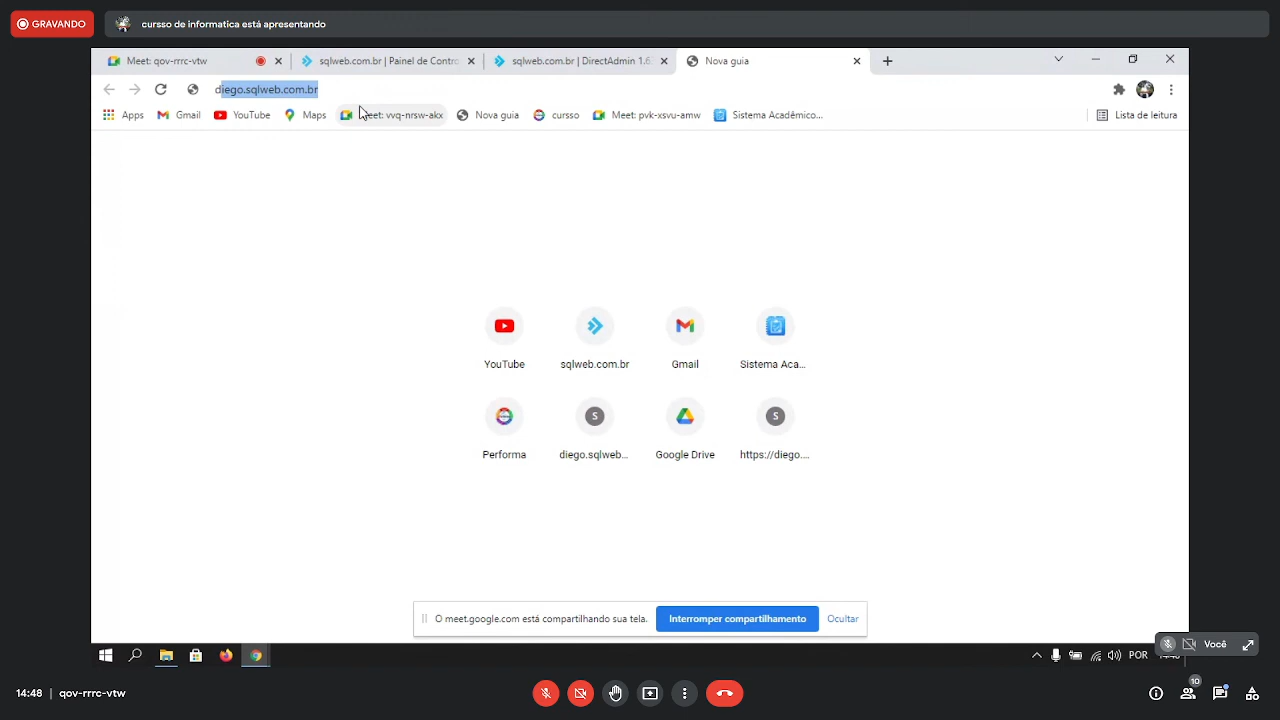 GRAVANDO
cursso de informatica está apresentando
Meet: qov-rrrc-vtw
sqlweb.com.br | Painel de Contro
sqlweb.com.br | DirectAdmin 1.6
Nova guia
diego.sqlweb.com.br
Apps
Gmail
YouTube
Maps
Meet: vvq-nrsw-akx
Nova guia
cursso
Meet: pvk-xsvu-amw
Sistema Acadêmico...
Lista de leitura
YouTube
sqlweb.com.br
Gmail
Sistema Aca...
S
S
Performa
diego.sqlweb...
Google Drive
https://diego....
O meet.google.com está compartilhando sua tela.
Interromper compartilhamento
Ocultar
Você
POR
14:48 | qov-rrrc-vtw
10